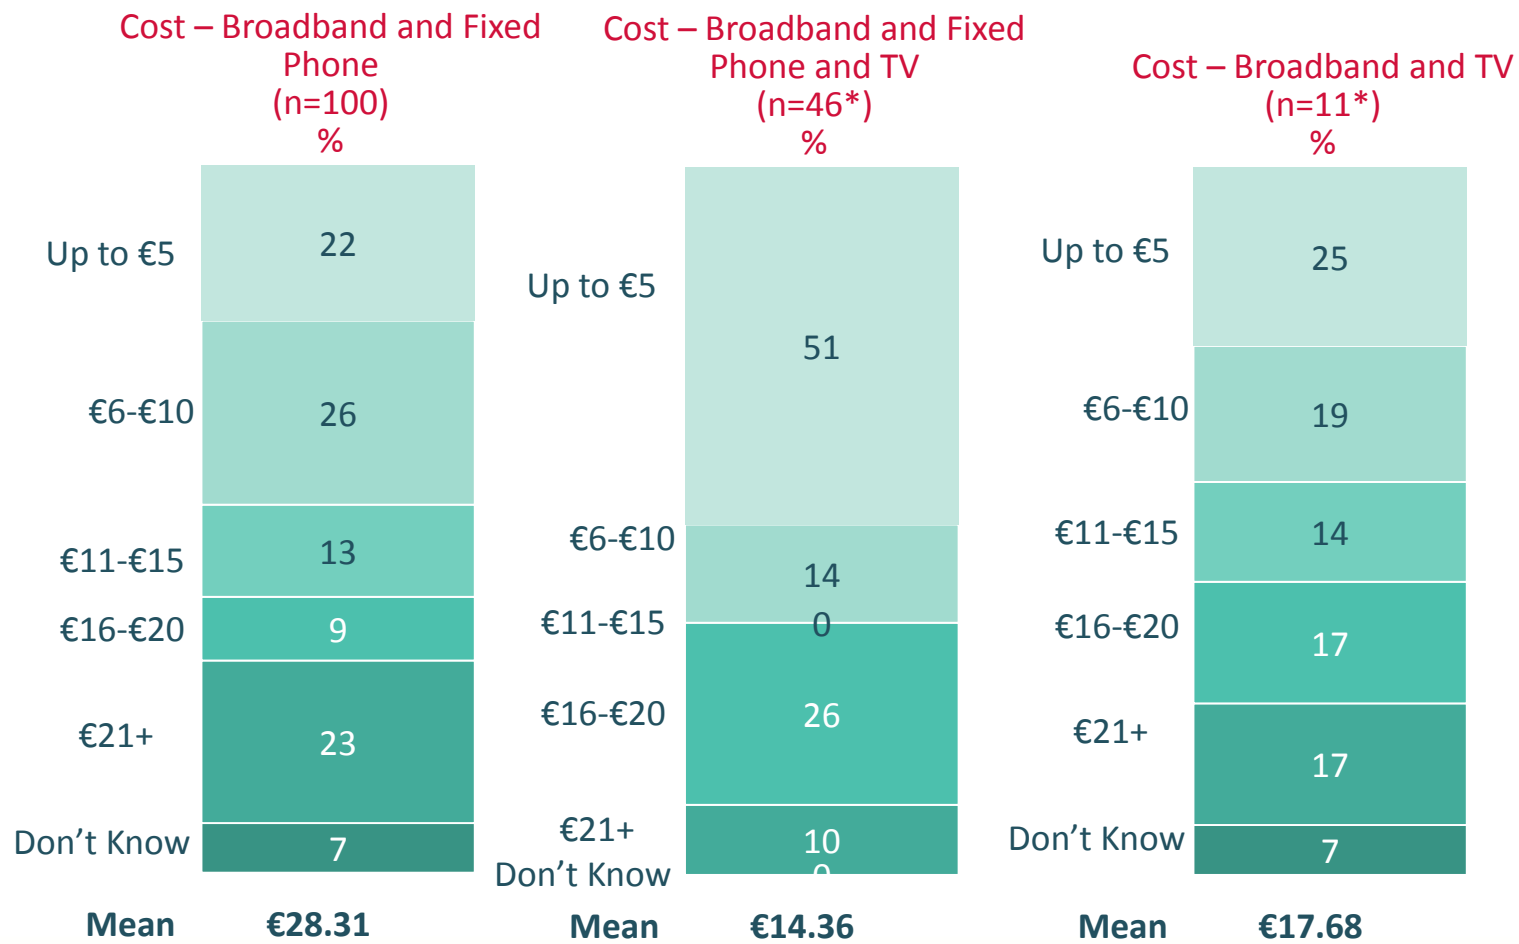 Cost – Broadband and Fixed
Phone
(n=100)
%
Up to €5
22
€6-€10
26
€11-€15
13
€16-€20
9
€21+
23
Don’t Know
7
Mean
€28.31
Cost – Broadband and Fixed
Phone and TV
(n=46*)
%
Up to €5
51
€6-€10
14
€11-€15
0
€16-€20
26
€21+
10
Don’t Know
0
Mean
€14.36
Cost – Broadband and TV
(n=11*)
%
Up to €5
25
€6-€10
19
€11-€15
14
€16-€20
17
€21+
17
Don’t Know
7
Mean
€17.68